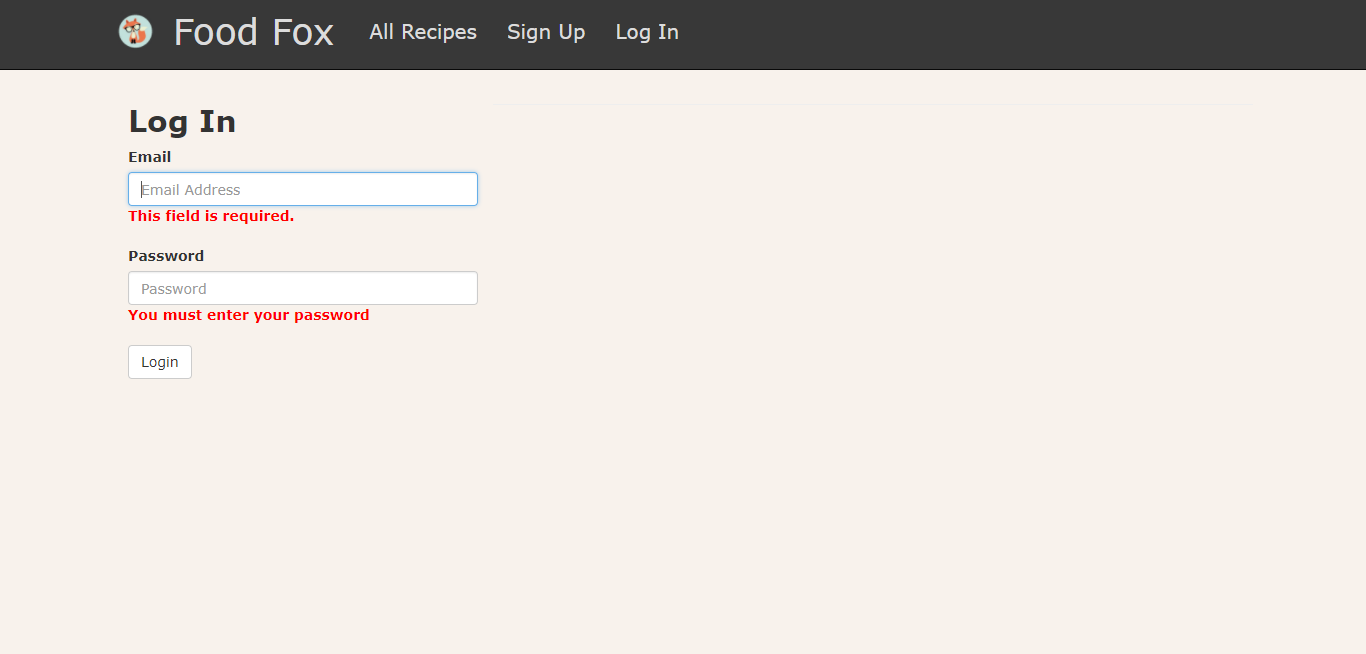 Food Fox All Recipes Sign Up Log In
Log In
Email
Email Address
This field is required.
Password
Password
You must enter your password
Login